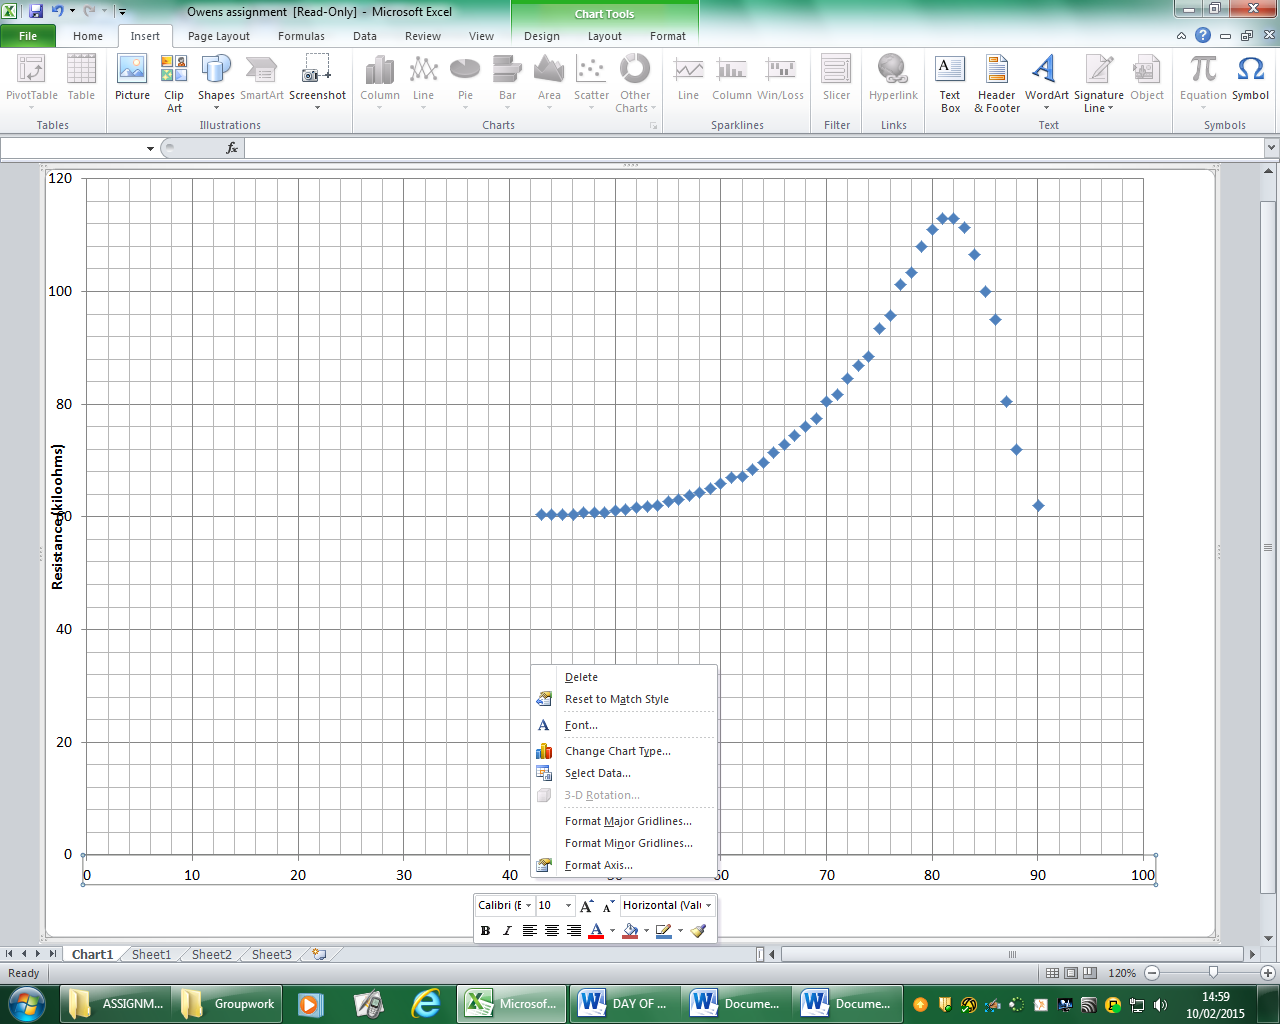 Owens assignment  [Read-Only]  -  Microsoft Excel
Chart Tools
File Home Insert Page Layout Formulas Data Review View Design Layout Format
PivotTable Table Picture Clip Art Shapes SmartArt Screenshot Column Line Pie Bar Area Scatter Other Charts Line Column Win/Loss Slicer Hyperlink Text Box Header & Footer WordArt Signature Line Object Equation Symbol
Tables Illustrations Charts Sparklines Filter Links Text Symbols
fx
120
100
80
60
40
20
0
Resistance (kiloohms)
0 10 20 30 40 50 60 70 80 90 100
Delete
Reset to Match Style
Font...
Change Chart Type...
Select Data...
3-D Rotation...
Format Major Gridlines...
Format Minor Gridlines...
Format Axis...
Calibri (E 10 A A Horizontal (Valu
B I A
Chart1 Sheet1 Sheet2 Sheet3
Ready 120%
ASSIGNM... Groupwork Microsof... DAY OF ... Docume... Docume... 14:59
10/02/2015